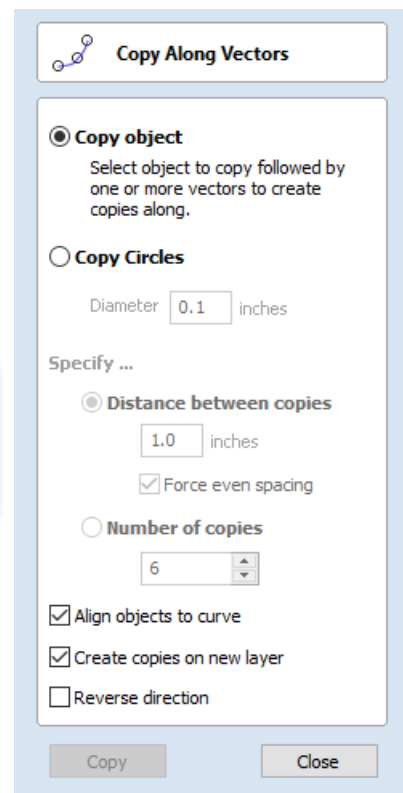 Copy Along Vectors
Copy object
Select object to copy followed by
one or more vectors to create
copies along.
Copy Circles
Diameter 0.1 inches
Specify ...
Distance between copies
1.0 inches
Force even spacing
Number of copies
6
Align objects to curve
Create copies on new layer
Reverse direction
Copy Close